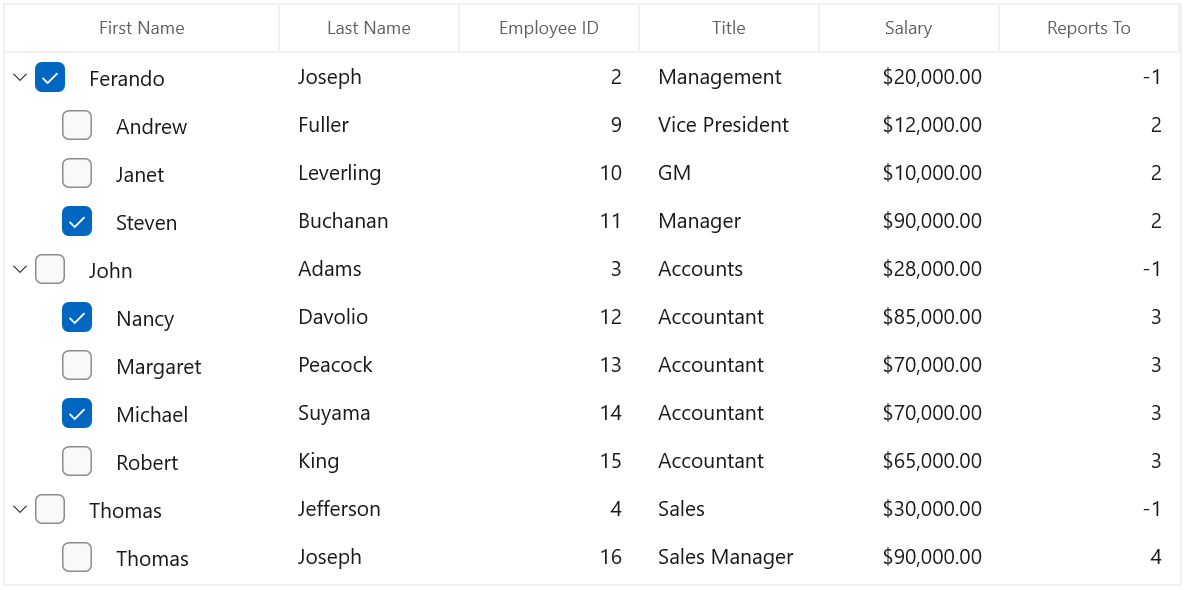 First Name Last Name Employee ID Title Salary Reports To
Ferando Joseph 2 Management $20,000.00 -1
Andrew Fuller 9 Vice President $12,000.00 2
Janet Leverling 10 GM $10,000.00 2
Steven Buchanan 11 Manager $90,000.00 2
John Adams 3 Accounts $28,000.00 -1
Nancy Davolio 12 Accountant $85,000.00 3
Margaret Peacock 13 Accountant $70,000.00 3
Michael Suyama 14 Accountant $70,000.00 3
Robert King 15 Accountant $65,000.00 3
Thomas Jefferson 4 Sales $30,000.00 -1
Thomas Joseph 16 Sales Manager $90,000.00 4